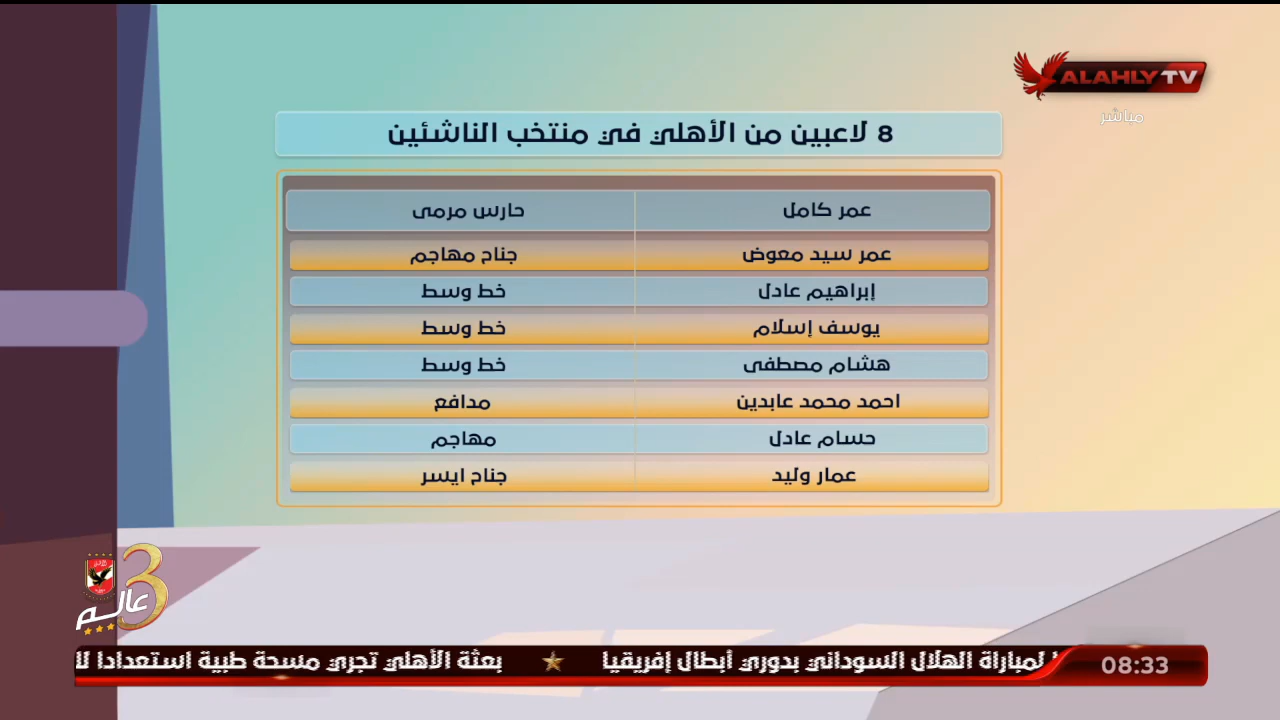 ALAHLY TV
مباشر
8 لاعبين من الأهلي في منتخب الناشئين
عمر كامل حارس مرمى
عمر سيد معوض جناح مهاجم
إبراهيم عادل خط وسط
يوسف إسلام خط وسط
هشام مصطفى خط وسط
احمد محمد عابدين مدافع
حسام عادل مهاجم
عمار وليد جناح ايسر
3 عالم
لمباراة الهلال السوداني بدوري أبطال إفريقيا بعثة الأهلي تجري مسحة طبية استعدادا
08:33